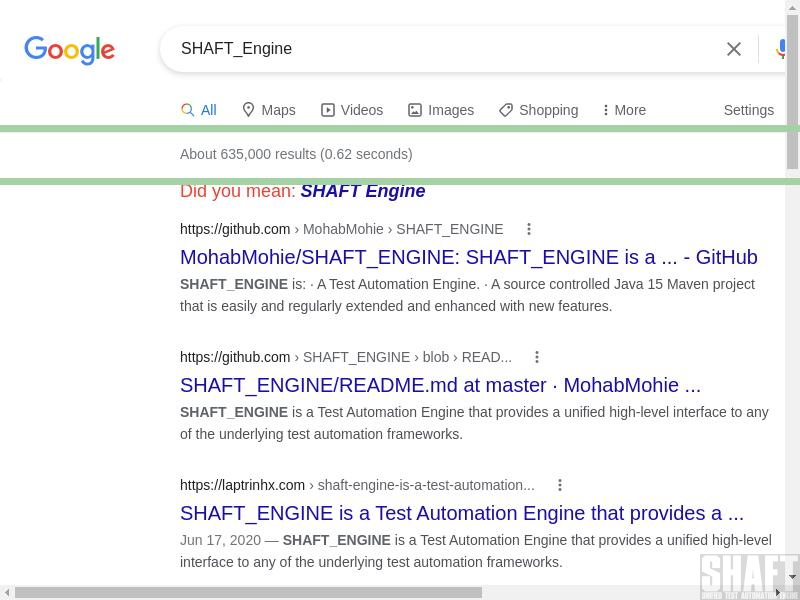 Google
SHAFT_Engine
All Maps Videos Images Shopping More Settings
About 635,000 results (0.62 seconds)
Did you mean: SHAFT Engine
https://github.com › MohabMohie › SHAFT_ENGINE
MohabMohie/SHAFT_ENGINE: SHAFT_ENGINE is a ... - GitHub
SHAFT_ENGINE is: · A Test Automation Engine. · A source controlled Java 15 Maven project
that is easily and regularly extended and enhanced with new features.
https://github.com › SHAFT_ENGINE › blob › READ...
SHAFT_ENGINE/README.md at master · MohabMohie ...
SHAFT_ENGINE is a Test Automation Engine that provides a unified high-level interface to any
of the underlying test automation frameworks.
https://laptrinhx.com › shaft-engine-is-a-test-automation...
SHAFT_ENGINE is a Test Automation Engine that provides a ...
Jun 17, 2020 — SHAFT_ENGINE is a Test Automation Engine that provides a unified high-level
interface to any of the underlying test automation frameworks.
SHAFT